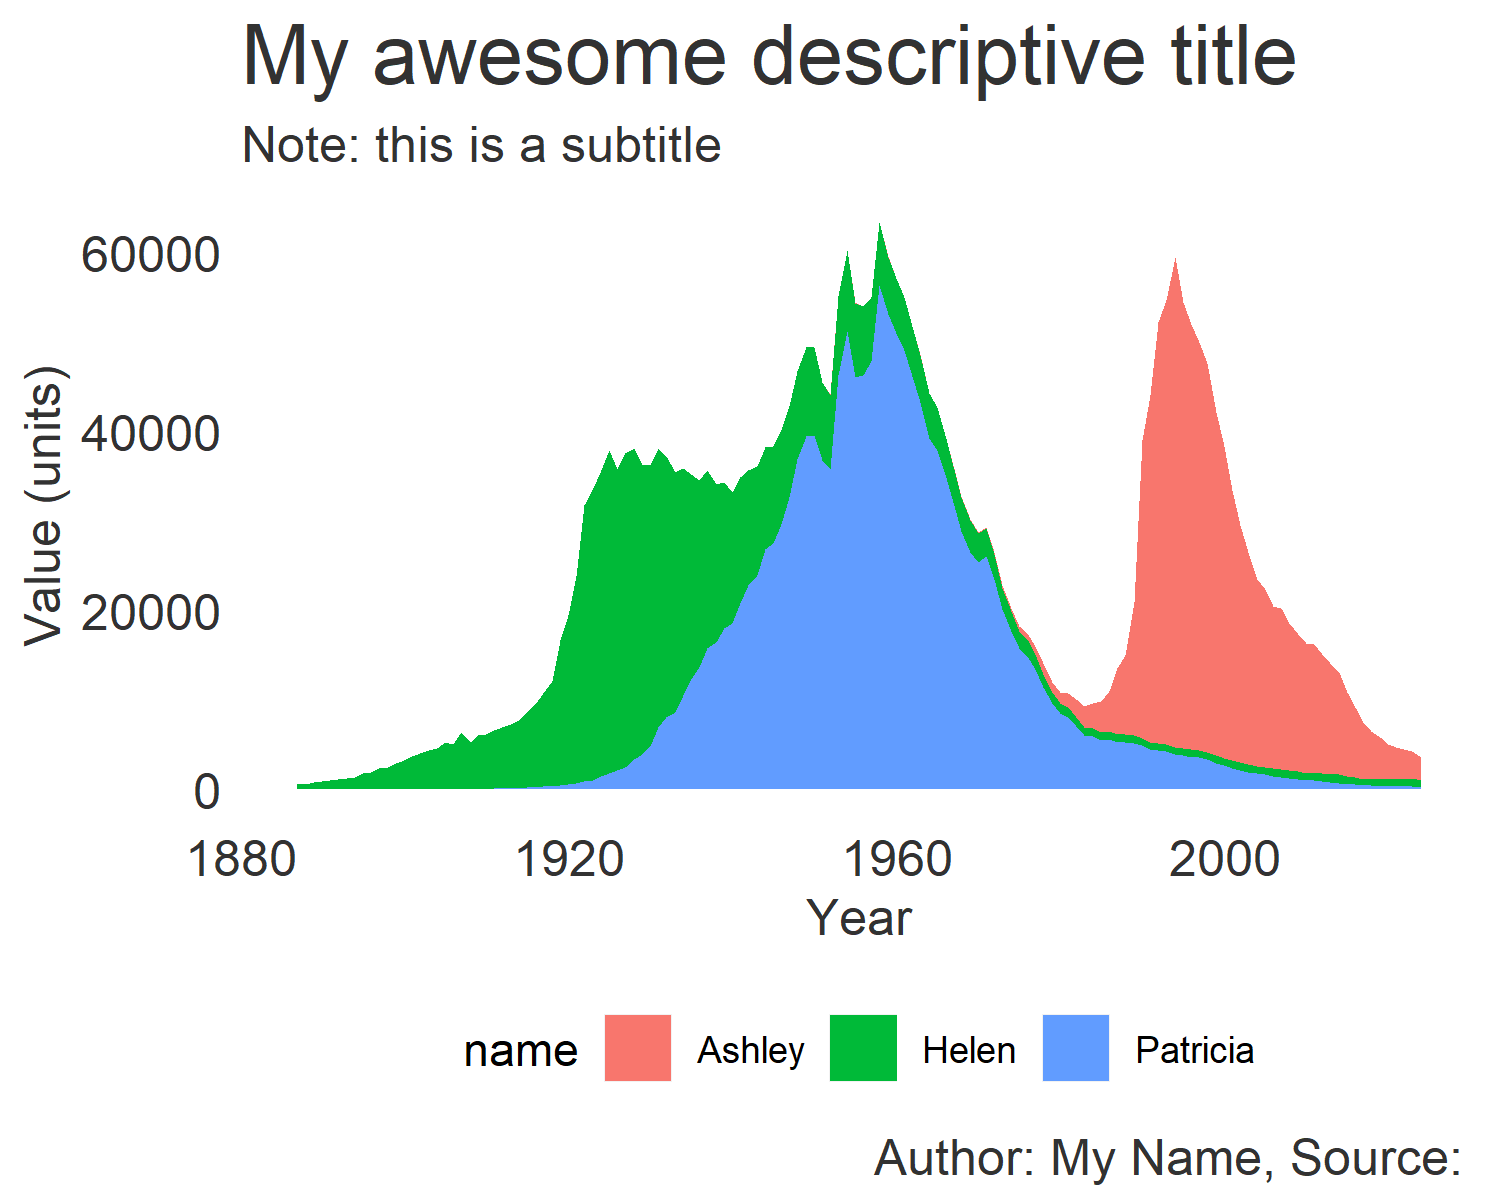 My awesome descriptive title
Note: this is a subtitle
60000
40000
20000
0
Value (units)
1880 1920 1960 2000
Year
name Ashley Helen Patricia
Author: My Name, Source: